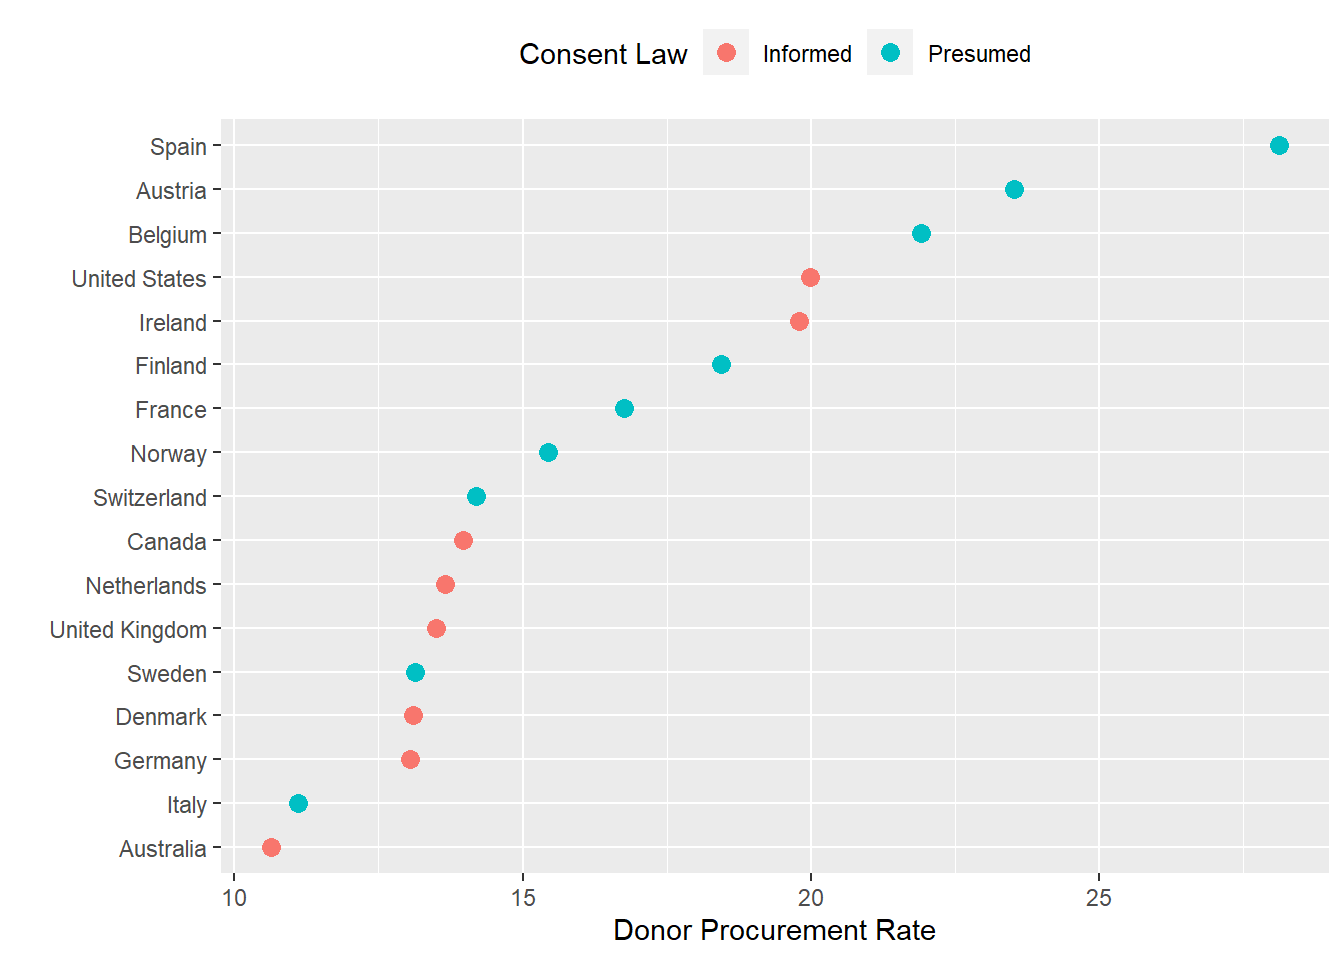 Consent Law Informed Presumed
Spain
Austria
Belgium
United States
Ireland
Finland
France
Norway
Switzerland
Canada
Netherlands
United Kingdom
Sweden
Denmark
Germany
Italy
Australia
10 15 20 25
Donor Procurement Rate